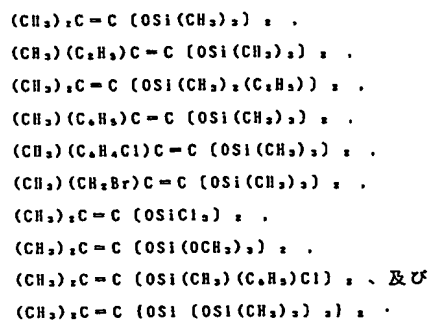 (CH₃)₂C=C [OSi(CH₃)₃] ₂ 、
(CH₃)(C₂H₅)C=C [OSi(CH₃)₃] ₂ 、
(CH₃)₂C=C [OSi(CH₃)₂(C₂H₅)] ₂ 、
(CH₃)(C₆H₅)C=C [OSi(CH₃)₃] ₂ 、
(CH₃)(C₆H₄Cl)C=C [OSi(CH₃)₃] ₂ 、
(CH₃)(CH₂Br)C=C [OSi(CH₃)₃] ₂ 、
(CH₃)₂C=C [OSiCl₃] ₂ 、
(CH₃)₂C=C [OSi(OCH₃)₃] ₂ 、
(CH₃)₂C=C [OSi(CH₃)(C₆H₅)Cl] ₂ 、及び
(CH₃)₂C=C {OSi [OSi(CH₃)₃] ₃} ₂ .